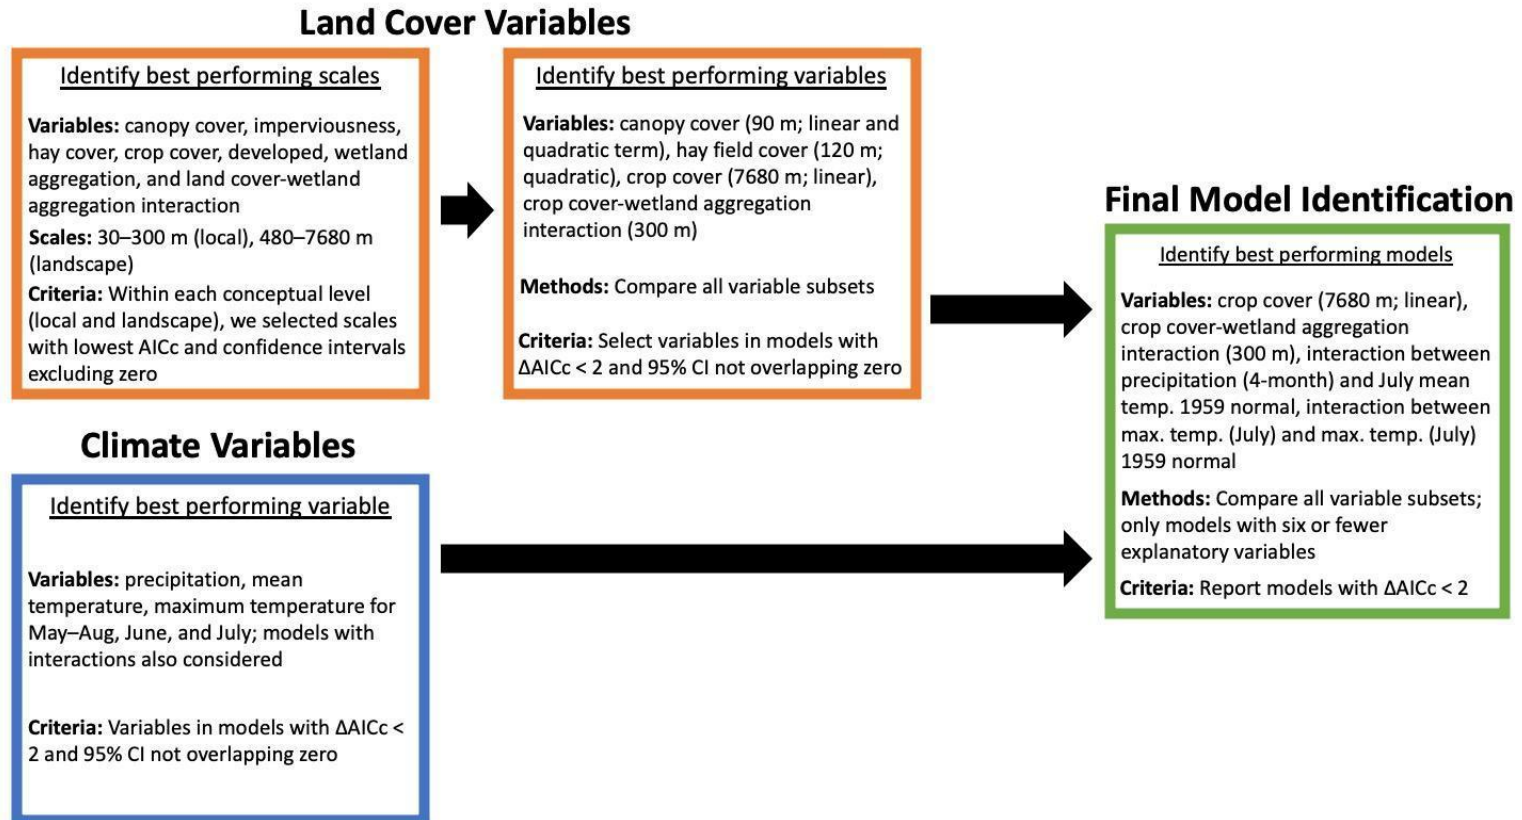 Land Cover Variables
Identify best performing scales
Variables: canopy cover, imperviousness,
hay cover, crop cover, developed, wetland
aggregation, and land cover-wetland
aggregation interaction
Scales: 30–300 m (local), 480–7680 m
(landscape)
Criteria: Within each conceptual level
(local and landscape), we selected scales
with lowest AICc and confidence intervals
excluding zero
Identify best performing variables
Variables: canopy cover (90 m; linear and
quadratic term), hay field cover (120 m;
quadratic), crop cover (7680 m; linear),
crop cover-wetland aggregation
interaction (300 m)
Methods: Compare all variable subsets
Criteria: Select variables in models with
ΔAICc < 2 and 95% CI not overlapping zero
Climate Variables
Identify best performing variable
Variables: precipitation, mean
temperature, maximum temperature for
May–Aug, June, and July; models with
interactions also considered
Criteria: Variables in models with ΔAICc <
2 and 95% CI not overlapping zero
Final Model Identification
Identify best performing models
Variables: crop cover (7680 m; linear),
crop cover-wetland aggregation
interaction (300 m), interaction between
precipitation (4-month) and July mean
temp. 1959 normal, interaction between
max. temp. (July) and max. temp. (July)
1959 normal
Methods: Compare all variable subsets;
only models with six or fewer
explanatory variables
Criteria: Report models with ΔAICc < 2